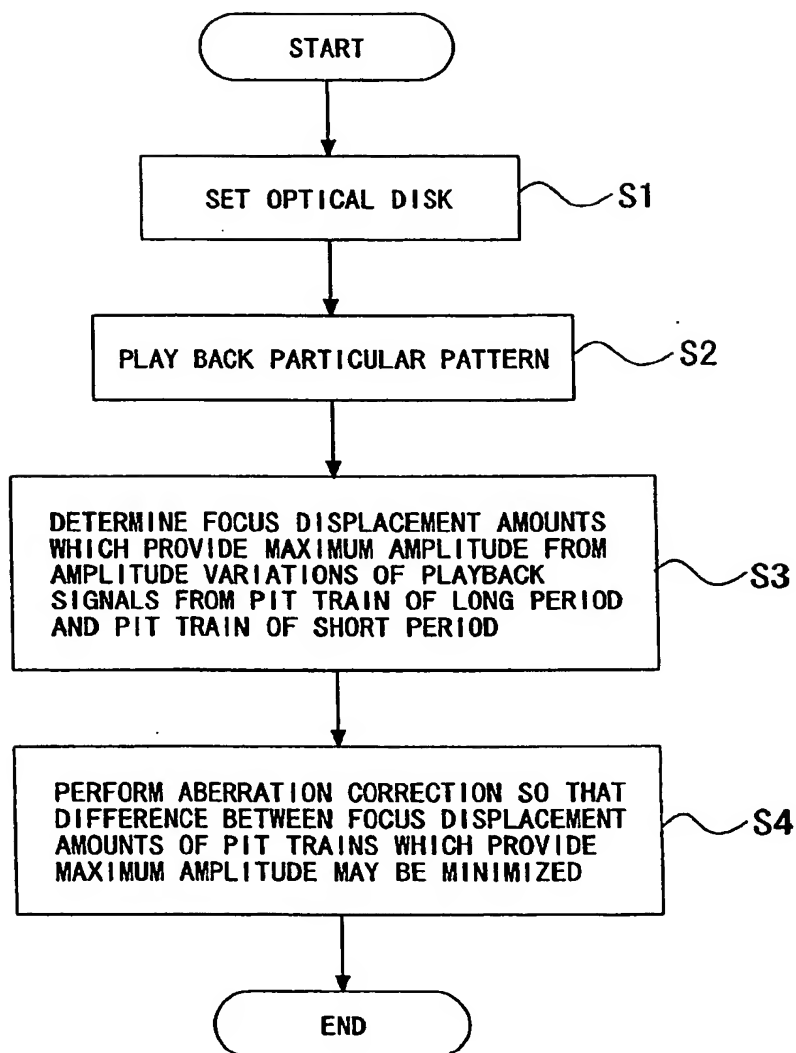 START
SET OPTICAL DISK
S1
PLAY BACK PARTICULAR PATTERN
S2
DETERMINE FOCUS DISPLACEMENT AMOUNTS
WHICH PROVIDE MAXIMUM AMPLITUDE FROM
AMPLITUDE VARIATIONS OF PLAYBACK
SIGNALS FROM PIT TRAIN OF LONG PERIOD
AND PIT TRAIN OF SHORT PERIOD
S3
PERFORM ABERRATION CORRECTION SO THAT
DIFFERENCE BETWEEN FOCUS DISPLACEMENT
AMOUNTS OF PIT TRAINS WHICH PROVIDE
MAXIMUM AMPLITUDE MAY BE MINIMIZED
S4
END